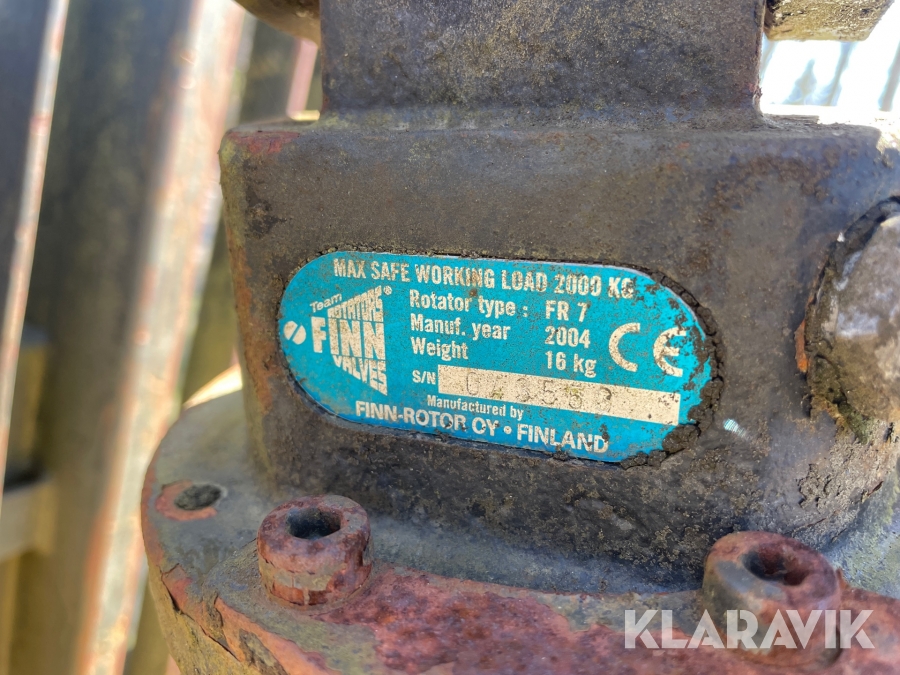 MAX SAFE WORKING LOAD 2000 KG
Team
ROTATORS
FINN
VALVES
®
Rotator type : FR 7
Manuf. year 2004
Weight 16 kg
CE
S/N
Manufactured by
FINN-ROTOR OY • FINLAND
KLARAVIK